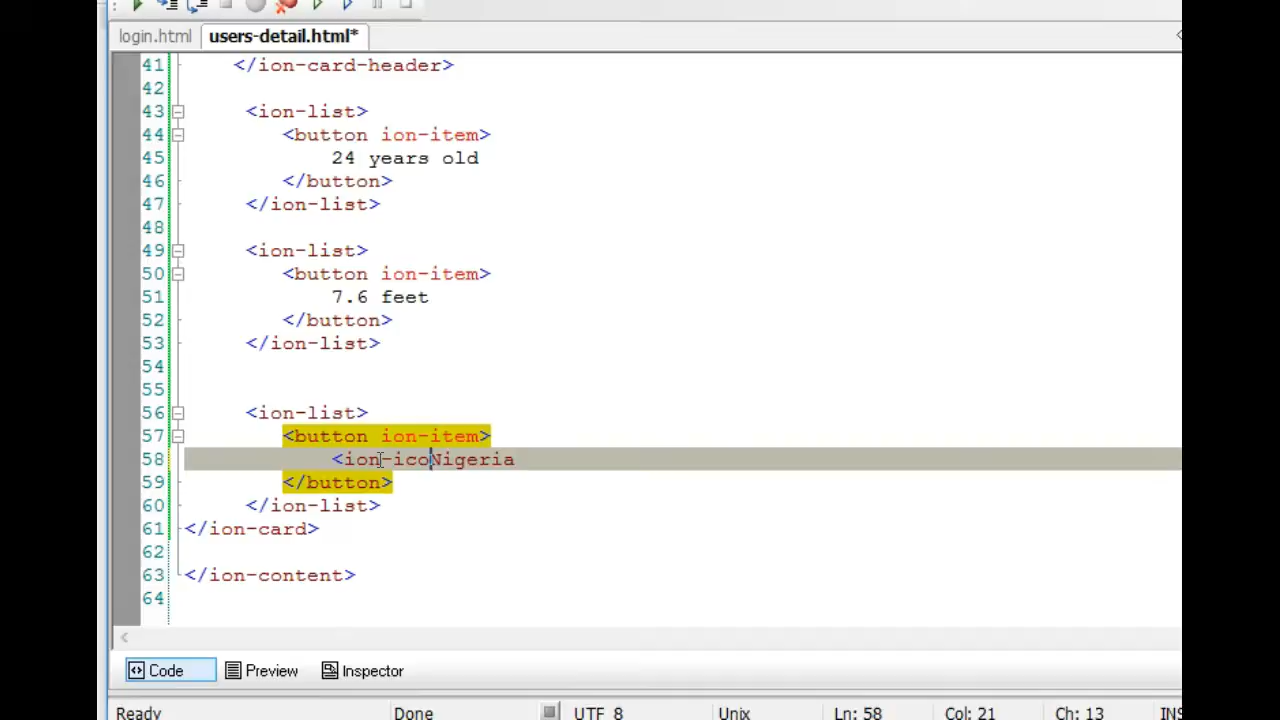 login.html users-detail.html*
41 </ion-card-header>
42
43 <ion-list>
44 <button ion-item>
45 24 years old
46 </button>
47 </ion-list>
48
49 <ion-list>
50 <button ion-item>
51 7.6 feet
52 </button>
53 </ion-list>
54
55
56 <ion-list>
57 <button ion-item>
58 <ion-icoNigeria
59 </button>
60 </ion-list>
61 </ion-card>
62
63 </ion-content>
64
Code Preview Inspector
Ready Done UTF 8 Unix Ln: 58 Col: 21 Ch: 13 INS